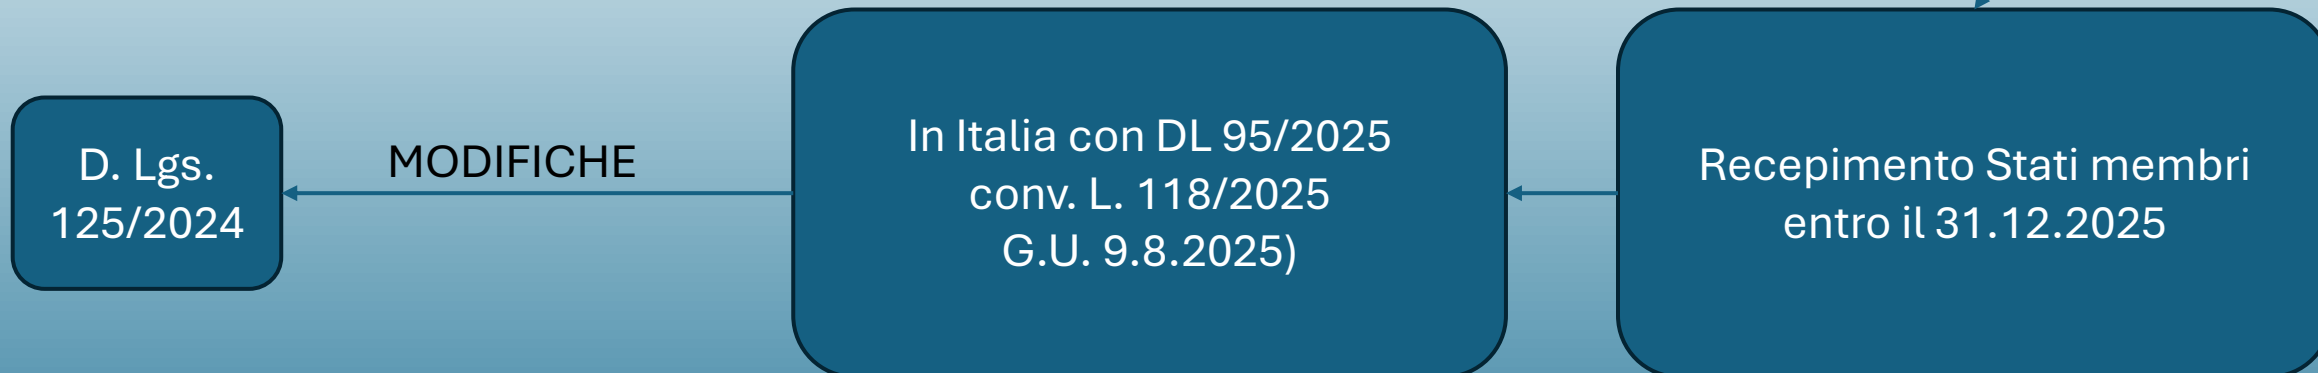 D. Lgs.
125/2024
MODIFICHE
In Italia con DL 95/2025
conv. L. 118/2025
G.U. 9.8.2025)
Recepimento Stati membri
entro il 31.12.2025